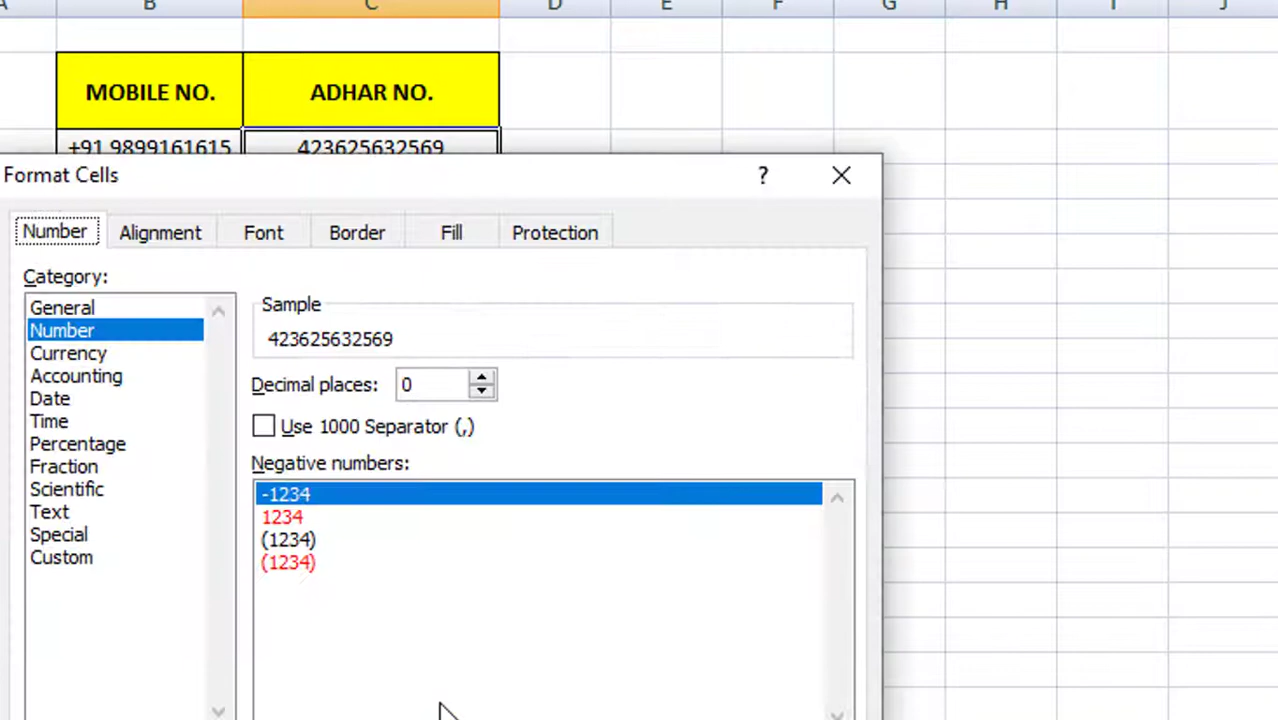 B C D E F G H I J
MOBILE NO. ADHAR NO.
+91 9899161615 423625632569
Format Cells ?
Number Alignment Font Border Fill Protection
Category:
General
Number
Currency
Accounting
Date
Time
Percentage
Fraction
Scientific
Text
Special
Custom
Sample
423625632569
Decimal places: 0
Use 1000 Separator (,)
Negative numbers:
-1234
1234
(1234)
(1234)